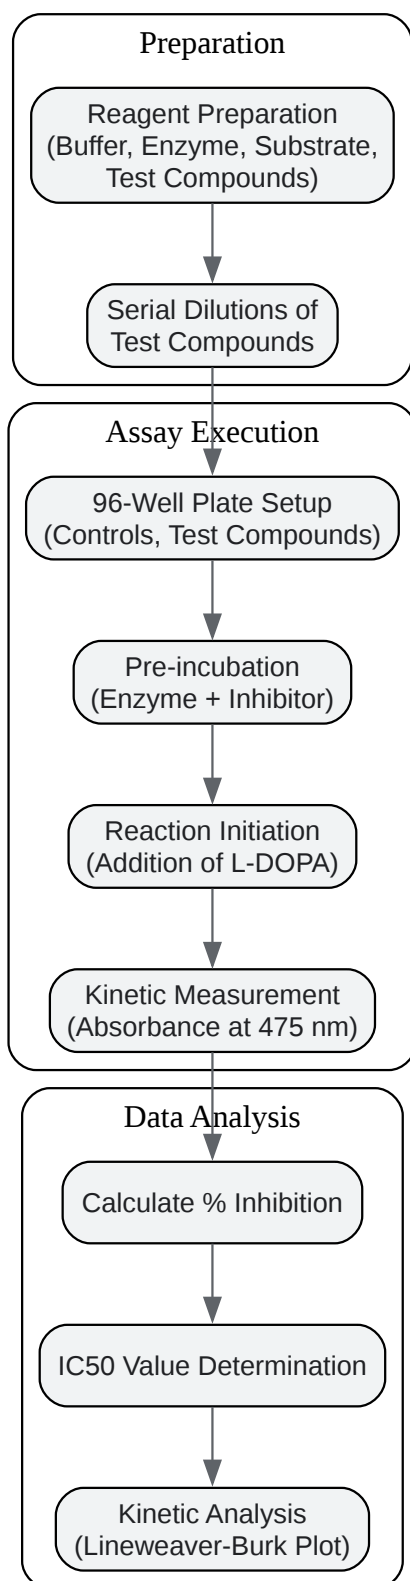 Preparation
Reagent Preparation
(Buffer, Enzyme, Substrate,
Test Compounds)
Serial Dilutions of
Test Compounds
Assay Execution
96-Well Plate Setup
(Controls, Test Compounds)
Pre-incubation
(Enzyme + Inhibitor)
Reaction Initiation
(Addition of L-DOPA)
Kinetic Measurement
(Absorbance at 475 nm)
Data Analysis
Calculate % Inhibition
IC50 Value Determination
Kinetic Analysis
(Lineweaver-Burk Plot)